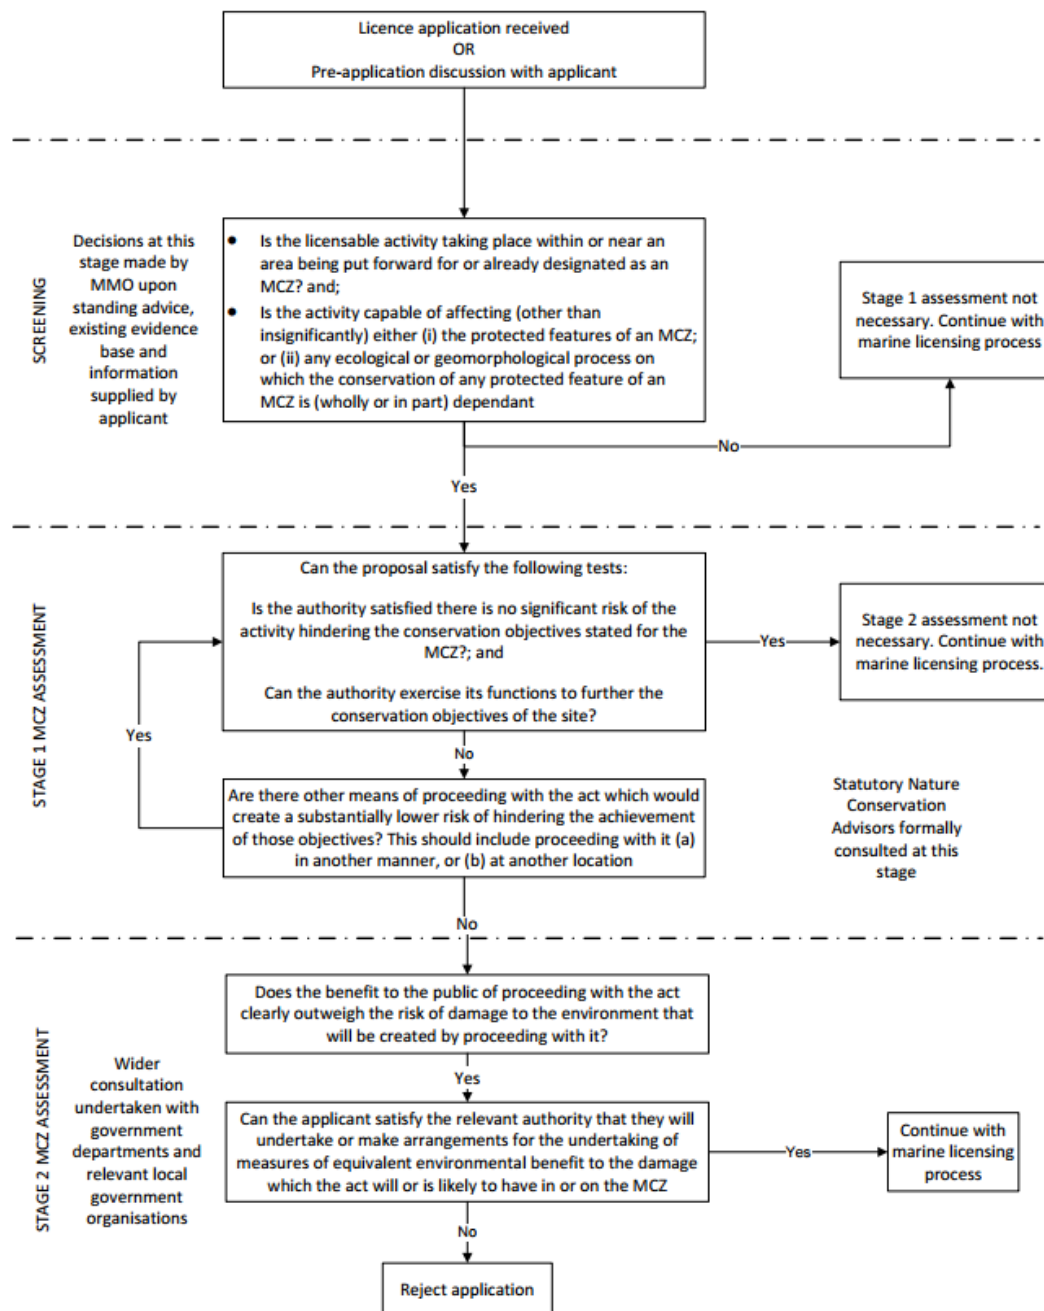 Licence application received
OR
Pre-application discussion with applicant
SCREENING
Decisions at this
stage made by
MMO upon
standing advice,
existing evidence
base and
information
supplied by
applicant
• Is the licensable activity taking place within or near an
area being put forward for or already designated as an
MCZ? and;
• Is the activity capable of affecting (other than
insignificantly) either (i) the protected features of an MCZ;
or (ii) any ecological or geomorphological process on
which the conservation of any protected feature of an
MCZ is (wholly or in part) dependant
Stage 1 assessment not
necessary. Continue with
marine licensing process
No
Yes
STAGE 1 MCZ ASSESSMENT
Can the proposal satisfy the following tests:
Is the authority satisfied there is no significant risk of the
activity hindering the conservation objectives stated for the
MCZ?; and
Can the authority exercise its functions to further the
conservation objectives of the site?
Yes
Stage 2 assessment not
necessary. Continue with
marine licensing process.
Yes
No
Are there other means of proceeding with the act which would
create a substantially lower risk of hindering the achievement
of those objectives? This should include proceeding with it (a)
in another manner, or (b) at another location
Statutory Nature
Conservation
Advisors formally
consulted at this
stage
No
STAGE 2 MCZ ASSESSMENT
Wider
consultation
undertaken with
government
departments and
relevant local
government
organisations
Does the benefit to the public of proceeding with the act
clearly outweigh the risk of damage to the environment that
will be created by proceeding with it?
Yes
Can the applicant satisfy the relevant authority that they will
undertake or make arrangements for the undertaking of
measures of equivalent environmental benefit to the damage
which the act will or is likely to have in or on the MCZ
Yes
Continue with
marine licensing
process
No
Reject application